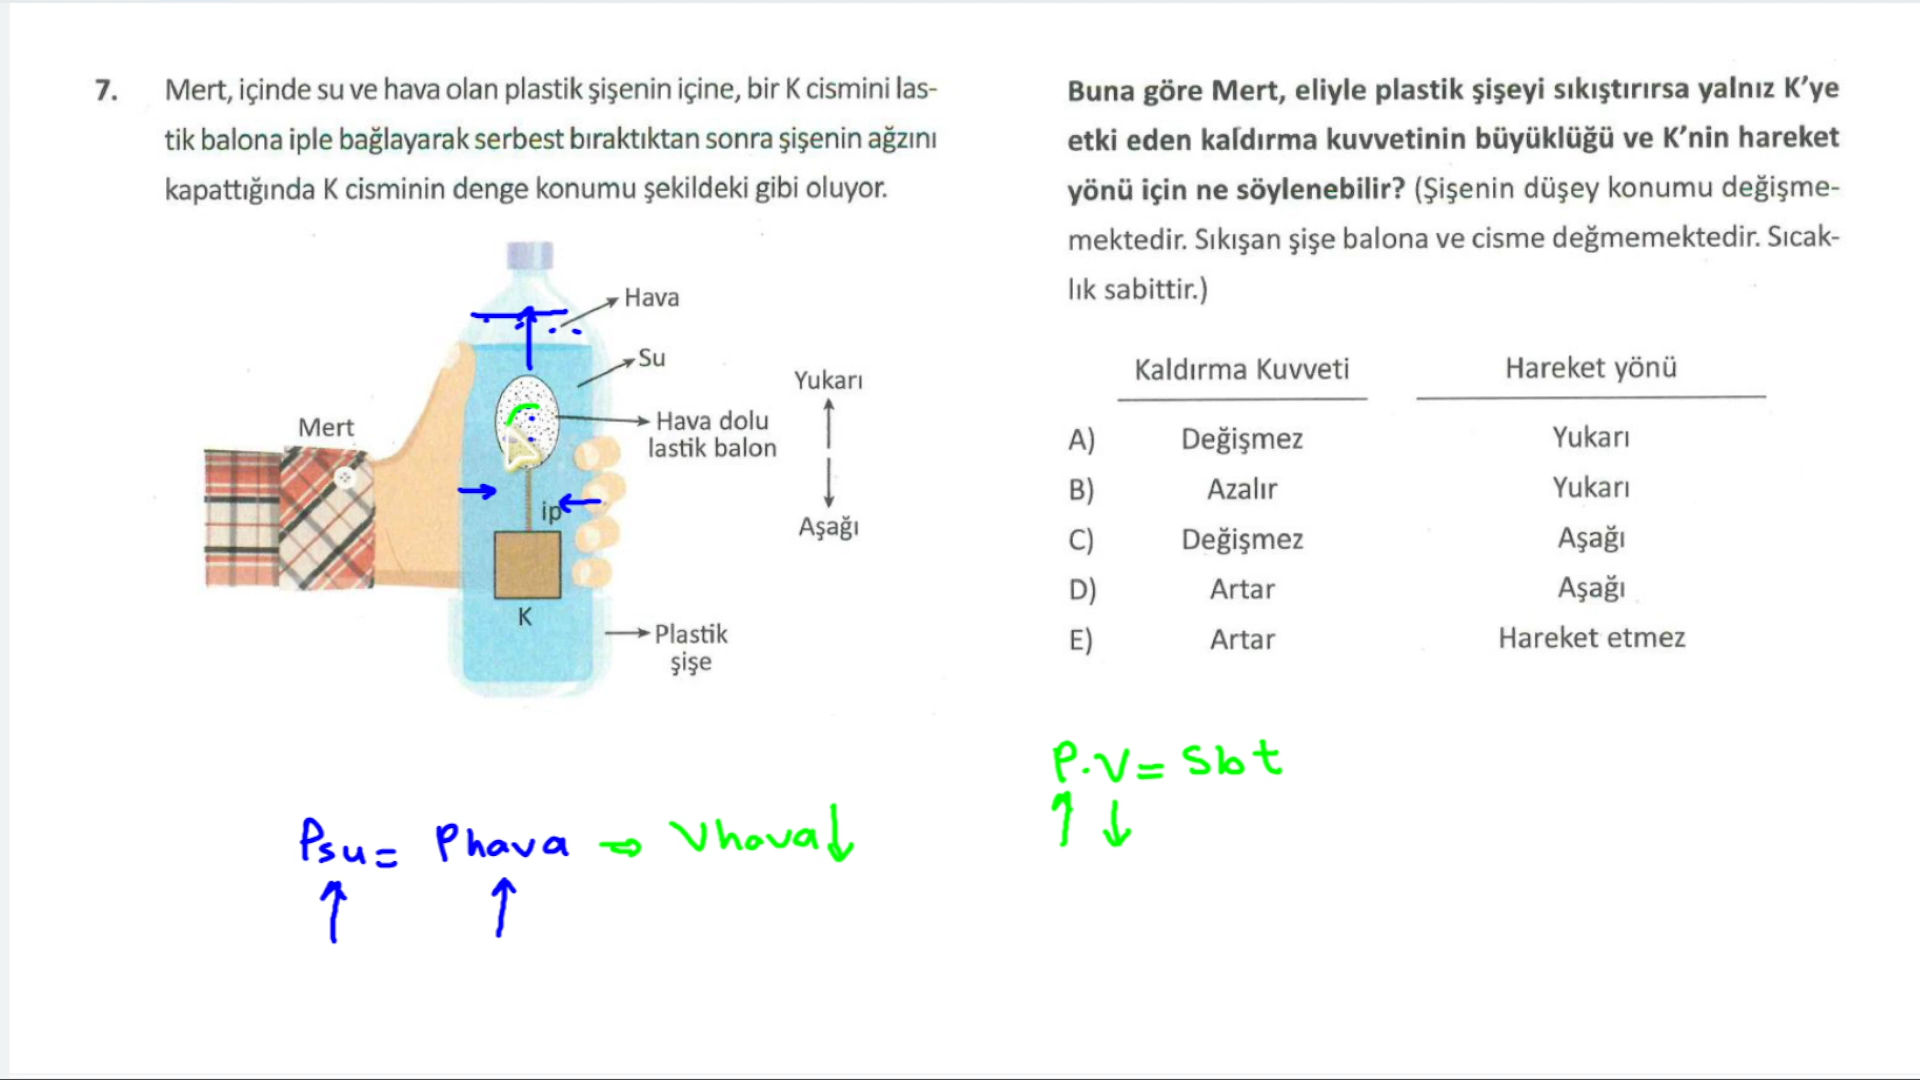 7. Mert, içinde su ve hava olan plastik şişenin içine, bir K cismini las-
tik balona iple bağlayarak serbest bıraktıktan sonra şişenin ağzını
kapattığında K cisminin denge konumu şekildeki gibi oluyor.
Hava
Su
Hava dolu
lastik balon
Yukarı
Aşağı
Mert
ip
K
Plastik
şişe
Buna göre Mert, eliyle plastik şişeyi sıkıştırırsa yalnız K'ye
etki eden kaldırma kuvvetinin büyüklüğü ve K'nin hareket
yönü için ne söylenebilir? (Şişenin düşey konumu değişme-
mektedir. Sıkışan şişe balona ve cisme değmemektedir. Sıcak-
lık sabittir.)
Kaldırma Kuvveti Hareket yönü
A) Değişmez Yukarı
B) Azalır Yukarı
C) Değişmez Aşağı
D) Artar Aşağı
E) Artar Hareket etmez
P.V= Sbt
↑ ↓
Psu= Phava ⇒ Vhava↓
↑ ↑